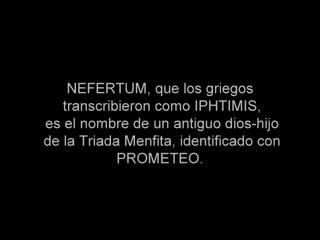 NEFERTUM, que los griegos
transcribieron como IPHTIMIS,
es el nombre de un antiguo dios-hijo
de la Triada Menfita, identificado con
PROMETEO.